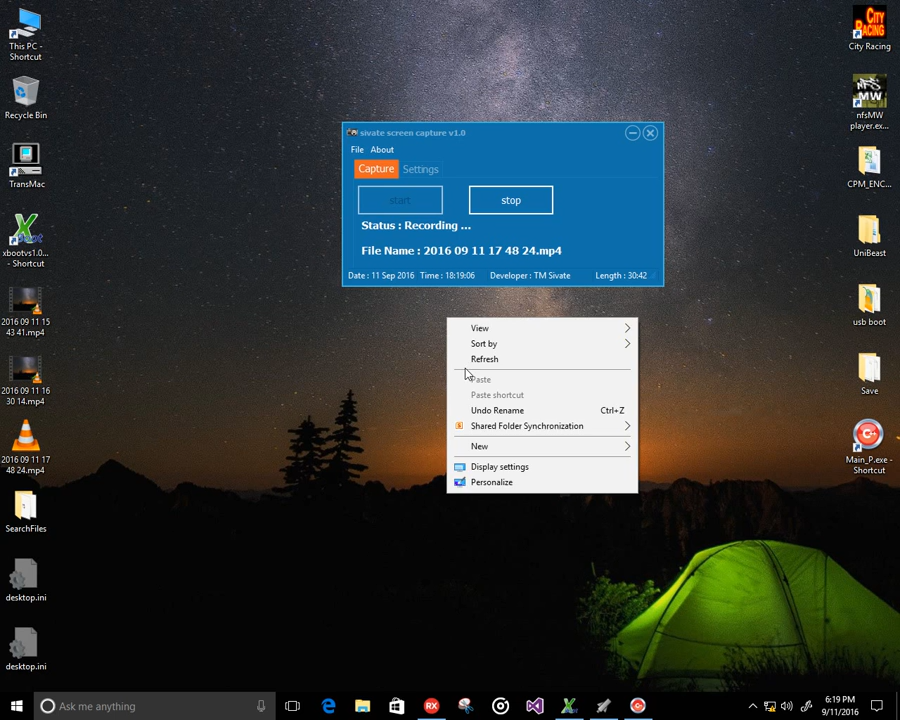 This PC -
Shortcut
Recycle Bin
TransMac
xbootvs1.0...
- Shortcut
2016 09 11 15
43 41.mp4
2016 09 11 16
30 14.mp4
2016 09 11 17
48 24.mp4
SearchFiles
desktop.ini
desktop.ini
sivate screen capture v1.0
File About
Capture Settings
start stop
Status : Recording ...
File Name : 2016 09 11 17 48 24.mp4
Date : 11 Sep 2016 Time : 18:19:06 Developer : TM Sivate Length : 30:42
View
Sort by
Refresh
Paste
Paste shortcut
Undo Rename Ctrl+Z
Shared Folder Synchronization
New
Display settings
Personalize
CITY
RACING
City Racing
NFS
MW
nfsMW
player.ex...
CPM_ENC...
UniBeast
usb boot
Save
Main_P.exe -
Shortcut
Ask me anything
RX
6:19 PM
9/11/2016